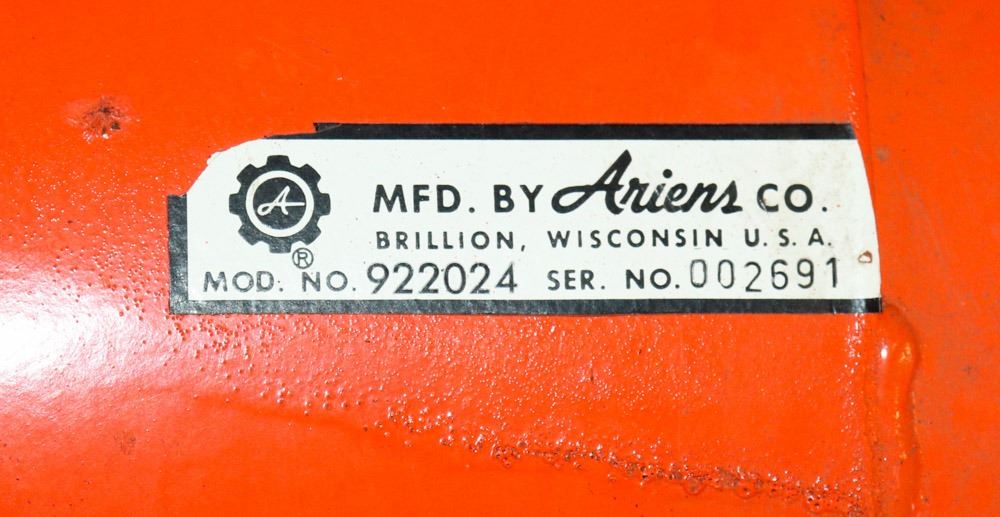 A
MFD. BY Ariens CO.
®
BRILLION, WISCONSIN U. S. A.
MOD. NO. 922024 SER. NO. 002691